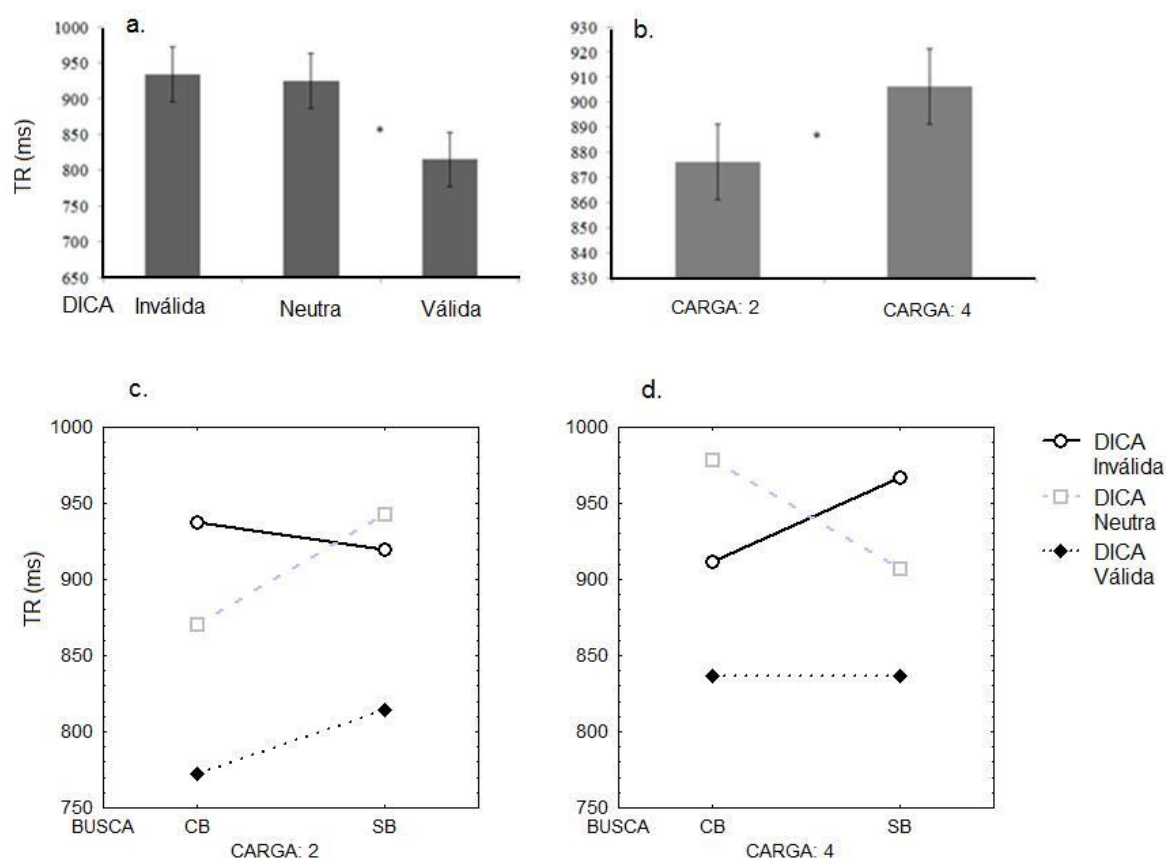 a.
1000
950
900
850
800
750
700
650
TR (ms)
*
DICA Inválida Neutra Válida
b.
930
920
910
900
890
880
870
860
850
840
830
*
CARGA: 2 CARGA: 4
c.
1000
950
900
850
800
750
TR (ms)
BUSCA CB SB
CARGA: 2
d.
1000
950
900
850
800
750
BUSCA CB SB
CARGA: 4
DICA
Inválida
DICA
Neutra
DICA
Válida